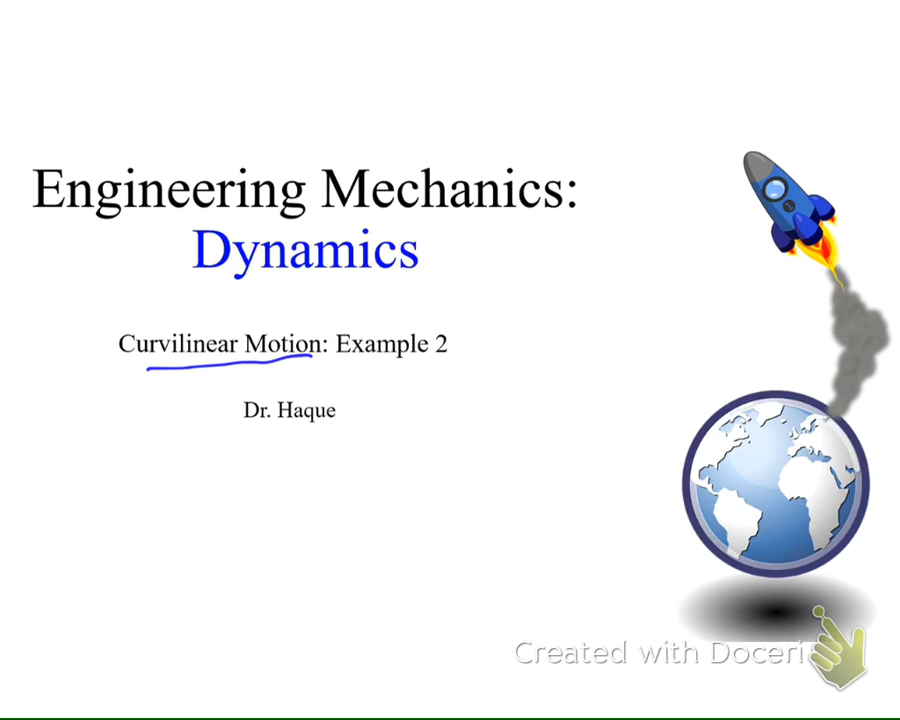 Engineering Mechanics:
Dynamics
Curvilinear Motion: Example 2
Dr. Haque
Created with Doceri